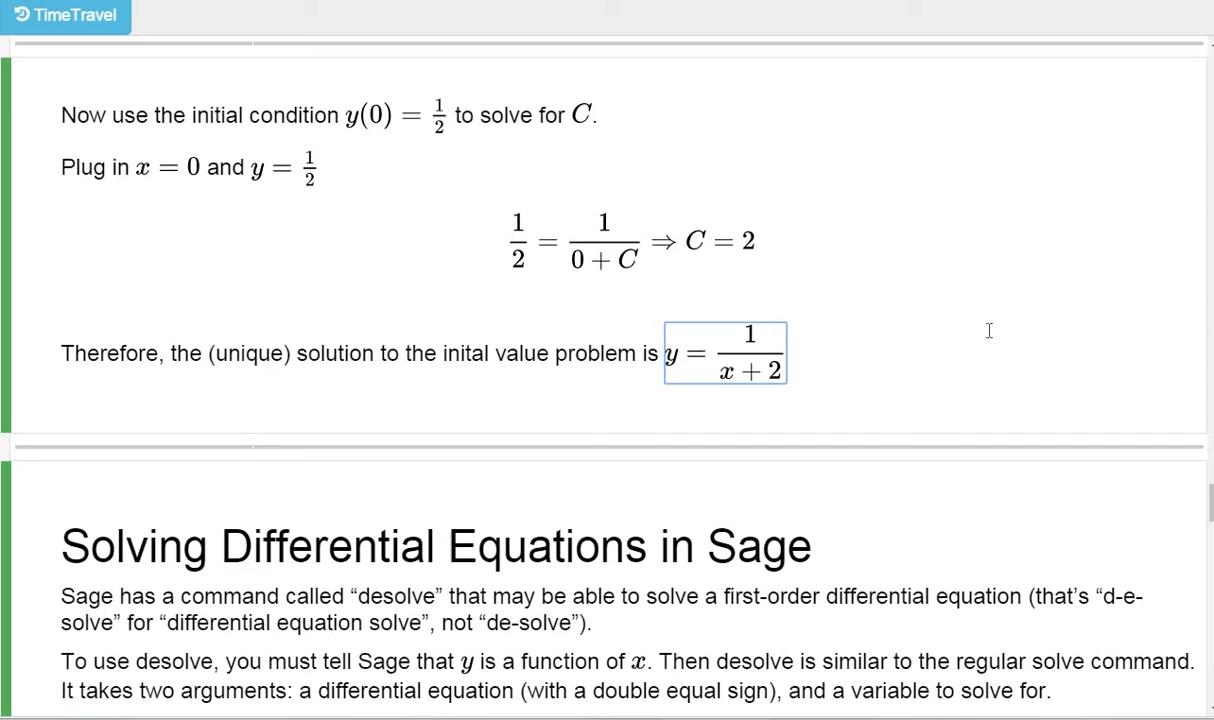 TimeTravel
Now use the initial condition y(0) = 1/2 to solve for C.
Plug in x = 0 and y = 1/2
1/2 = 1/(0 + C) ⇒ C = 2
Therefore, the (unique) solution to the inital value problem is y = 1/(x + 2)
Solving Differential Equations in Sage
Sage has a command called “desolve” that may be able to solve a first-order differential equation (that’s “d-e-
solve” for “differential equation solve”, not “de-solve”).
To use desolve, you must tell Sage that y is a function of x. Then desolve is similar to the regular solve command.
It takes two arguments: a differential equation (with a double equal sign), and a variable to solve for.